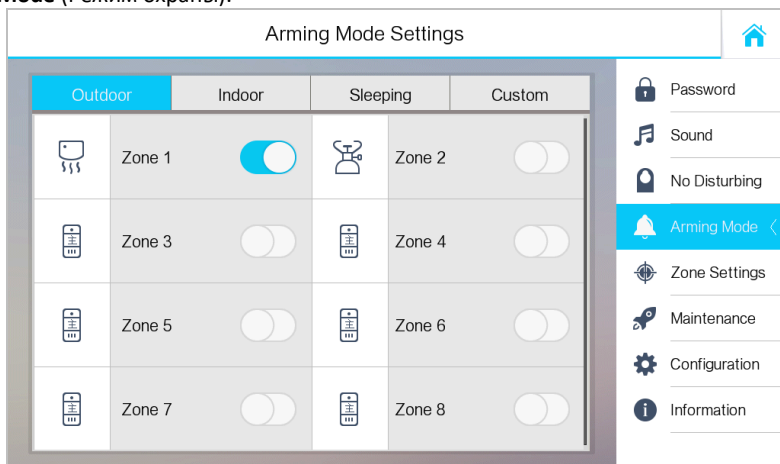 Mode (Режим охраны).
Arming Mode Settings
Outdoor Indoor Sleeping Custom
Zone 1 Zone 2
Zone 3 Zone 4
Zone 5 Zone 6
Zone 7 Zone 8
Password
Sound
No Disturbing
Arming Mode
Zone Settings
Maintenance
Configuration
Information